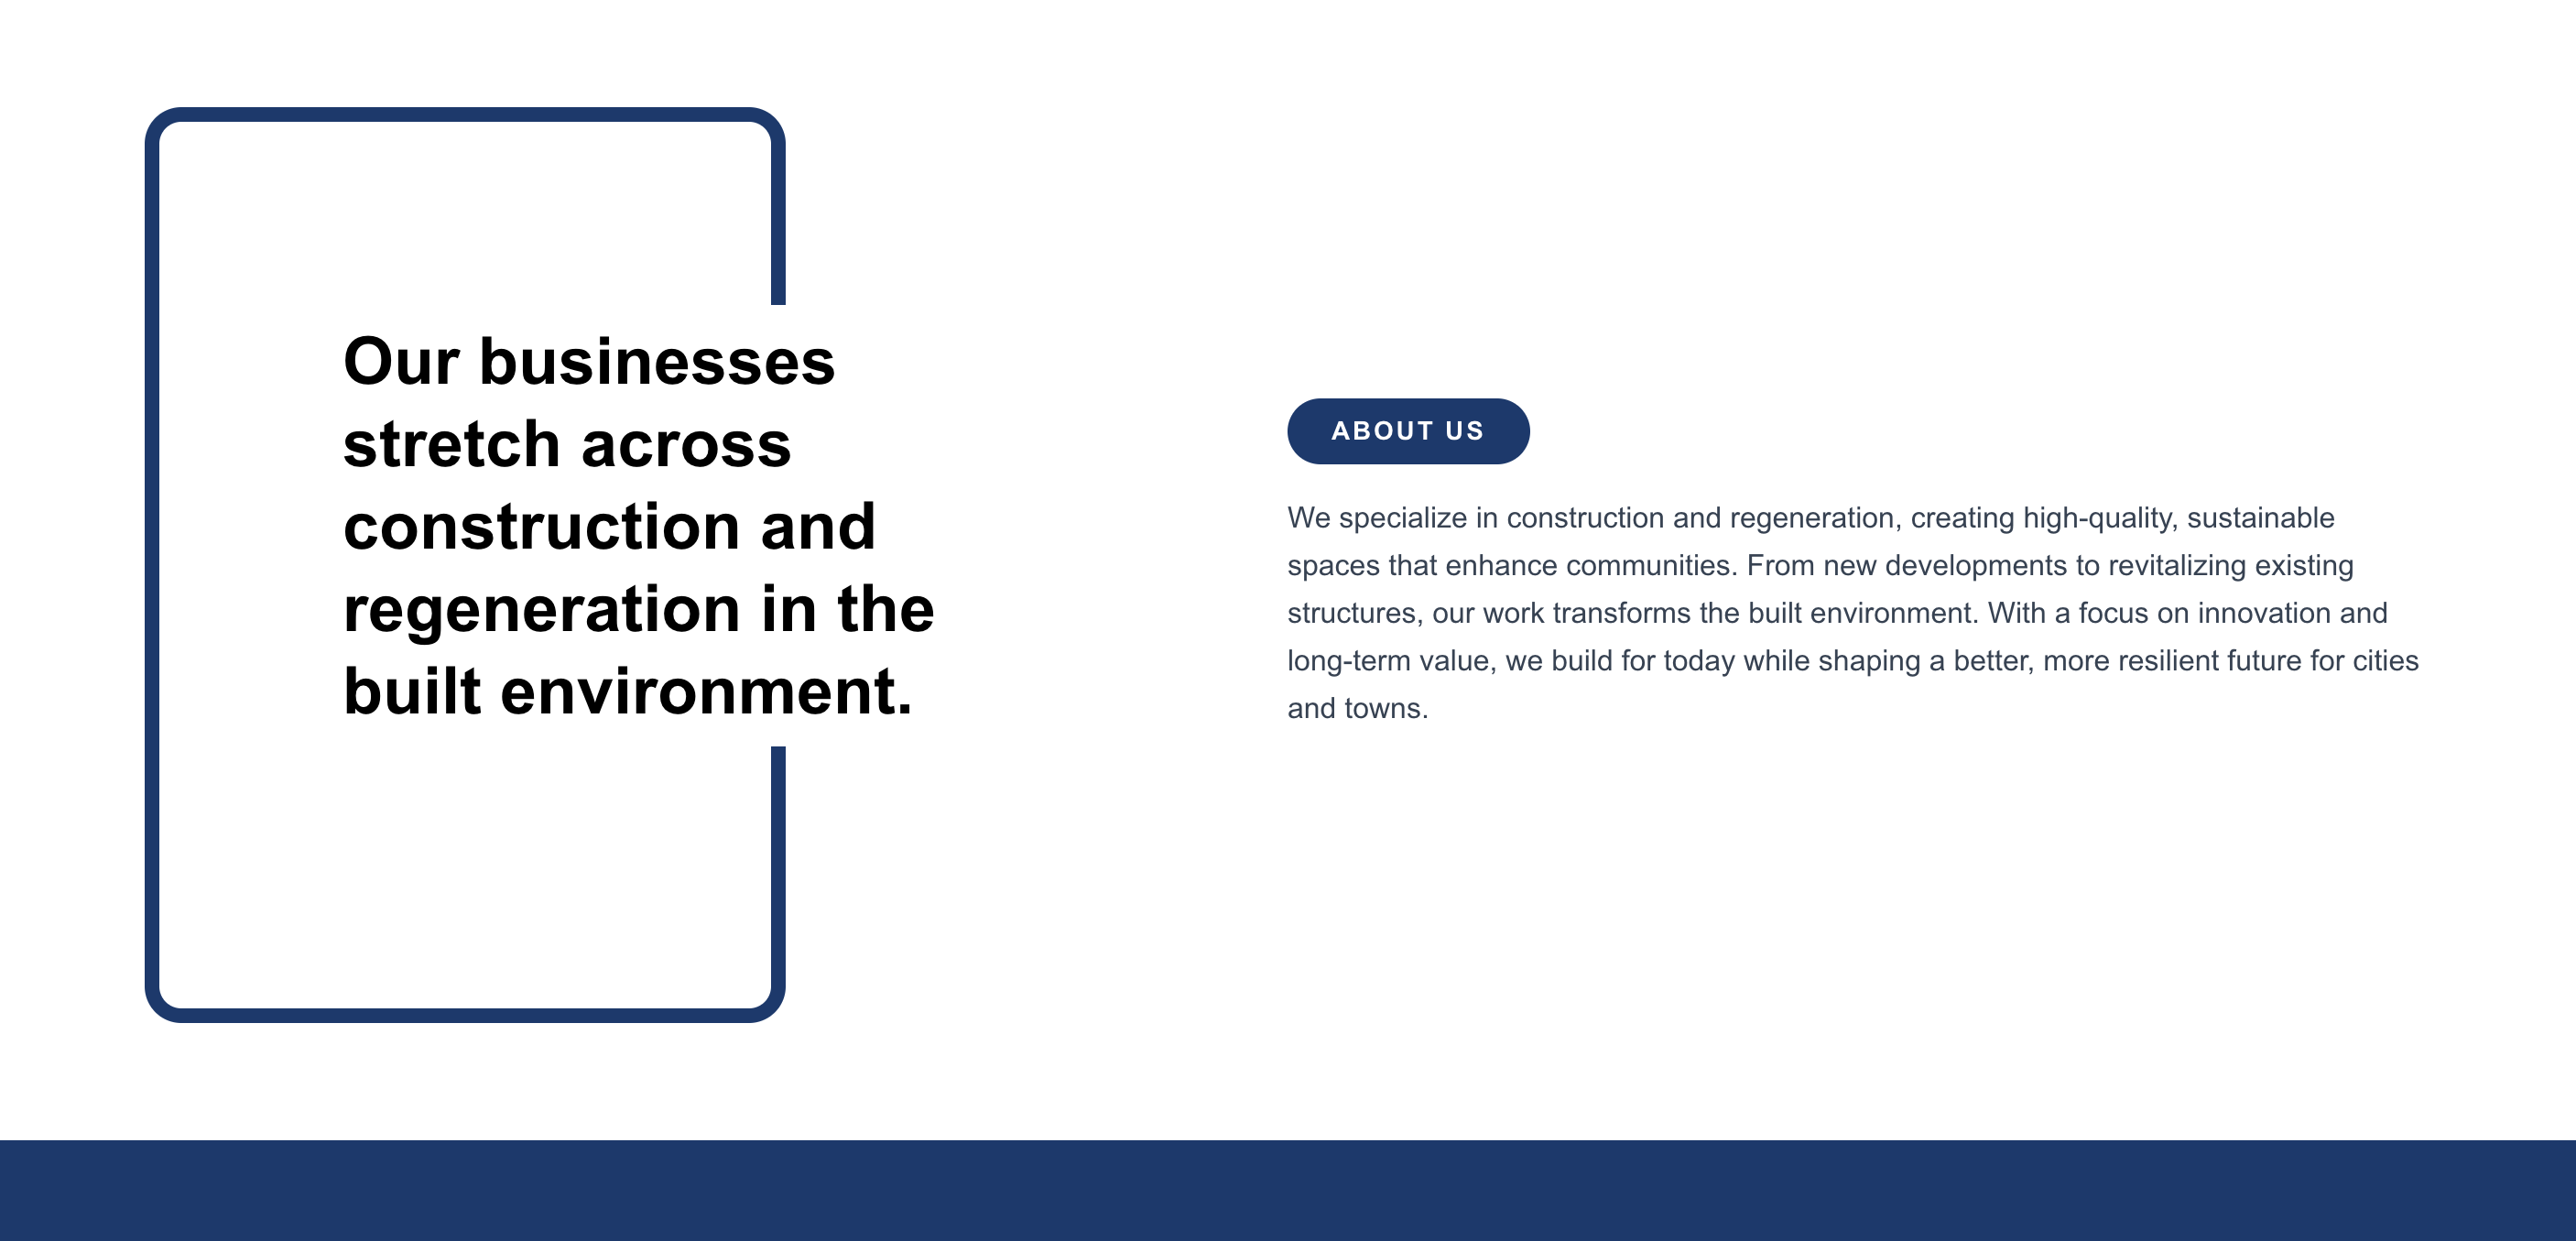 Our businesses
stretch across
construction and
regeneration in the
built environment.
ABOUT US
We specialize in construction and regeneration, creating high-quality, sustainable
spaces that enhance communities. From new developments to revitalizing existing
structures, our work transforms the built environment. With a focus on innovation and
long-term value, we build for today while shaping a better, more resilient future for cities
and towns.